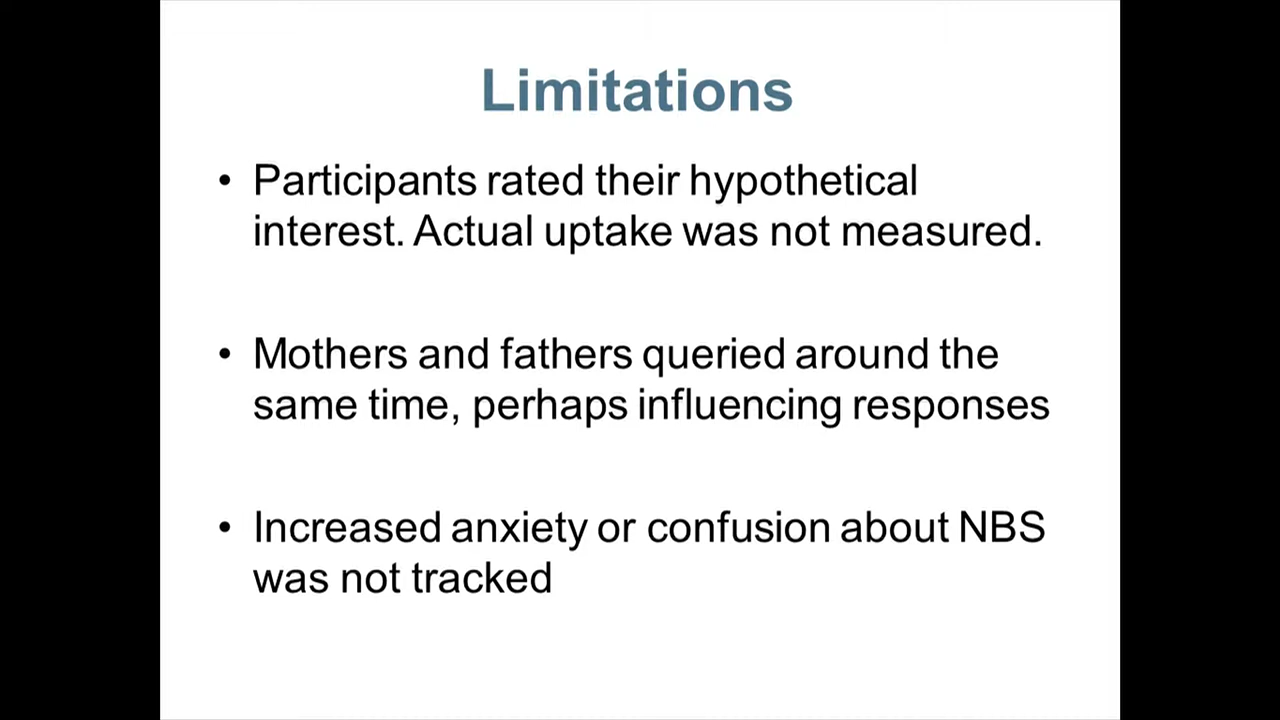 Limitations
• Participants rated their hypothetical
interest. Actual uptake was not measured.
• Mothers and fathers queried around the
same time, perhaps influencing responses
• Increased anxiety or confusion about NBS
was not tracked